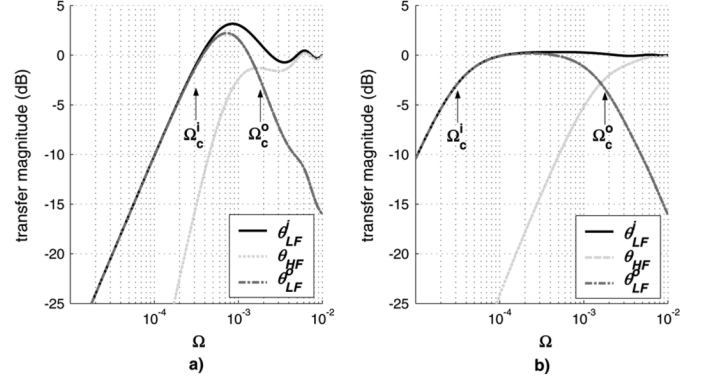 5
0
-5
-10
-15
-20
-25
transfer magnitude (dB)
Ω_c^i
Ω_c^o
θ_LF^i
θ_HF
θ_LF^o
10^-4
10^-3
10^-2
Ω
a)
5
0
-5
-10
-15
-20
-25
transfer magnitude (dB)
Ω_c^i
Ω_c^o
θ_LF^i
θ_HF
θ_LF^o
10^-4
10^-3
10^-2
Ω
b)